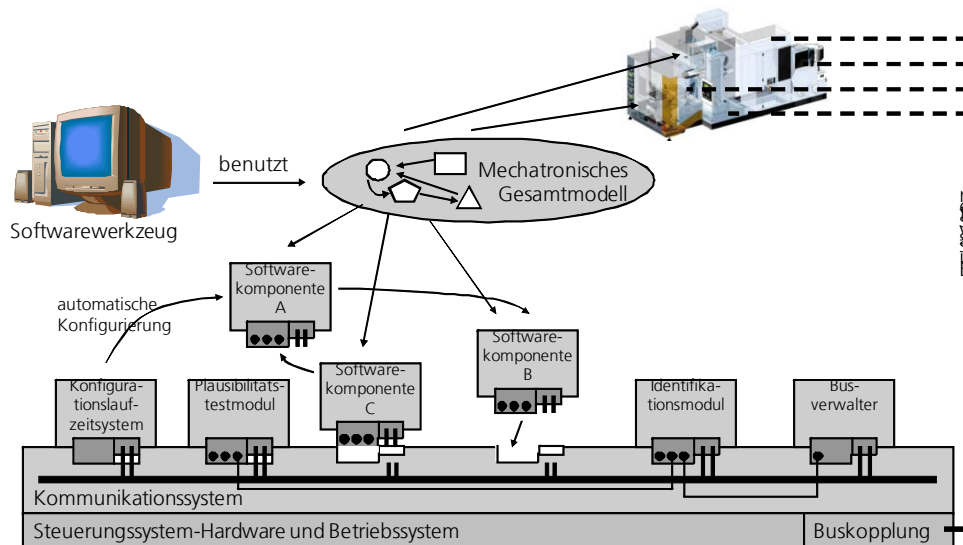 benutzt
Mechatronisches
Gesamtmodell
Softwarewerkzeug
Software-
komponente
A
automatische
Konfigurierung
Software-
komponente
B
Software-
komponente
C
Konfigura-
tionslauf-
zeitsystem
Plausibilitäts-
testmodul
Identifika-
tionsmodul
Bus-
verwalter
Kommunikationssystem
Steuerungssystem-Hardware und Betriebssystem
Buskopplung